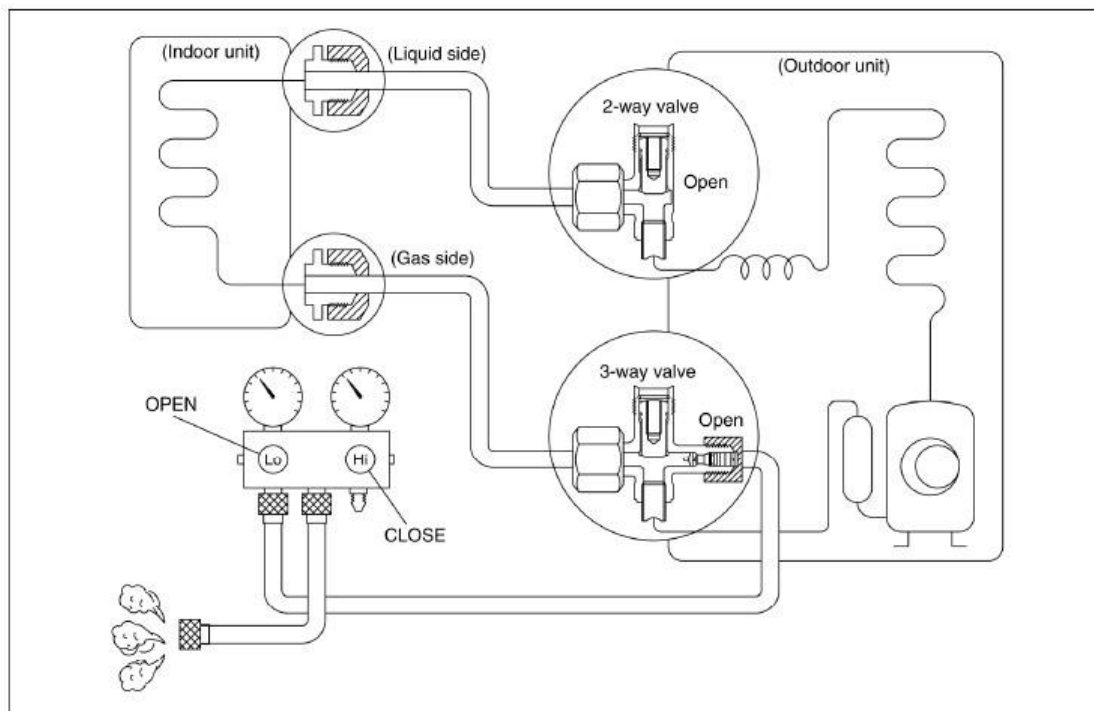 (Indoor unit)
(Liquid side)
(Outdoor unit)
2-way valve
Open
(Gas side)
3-way valve
Open
OPEN
Lo
Hi
CLOSE